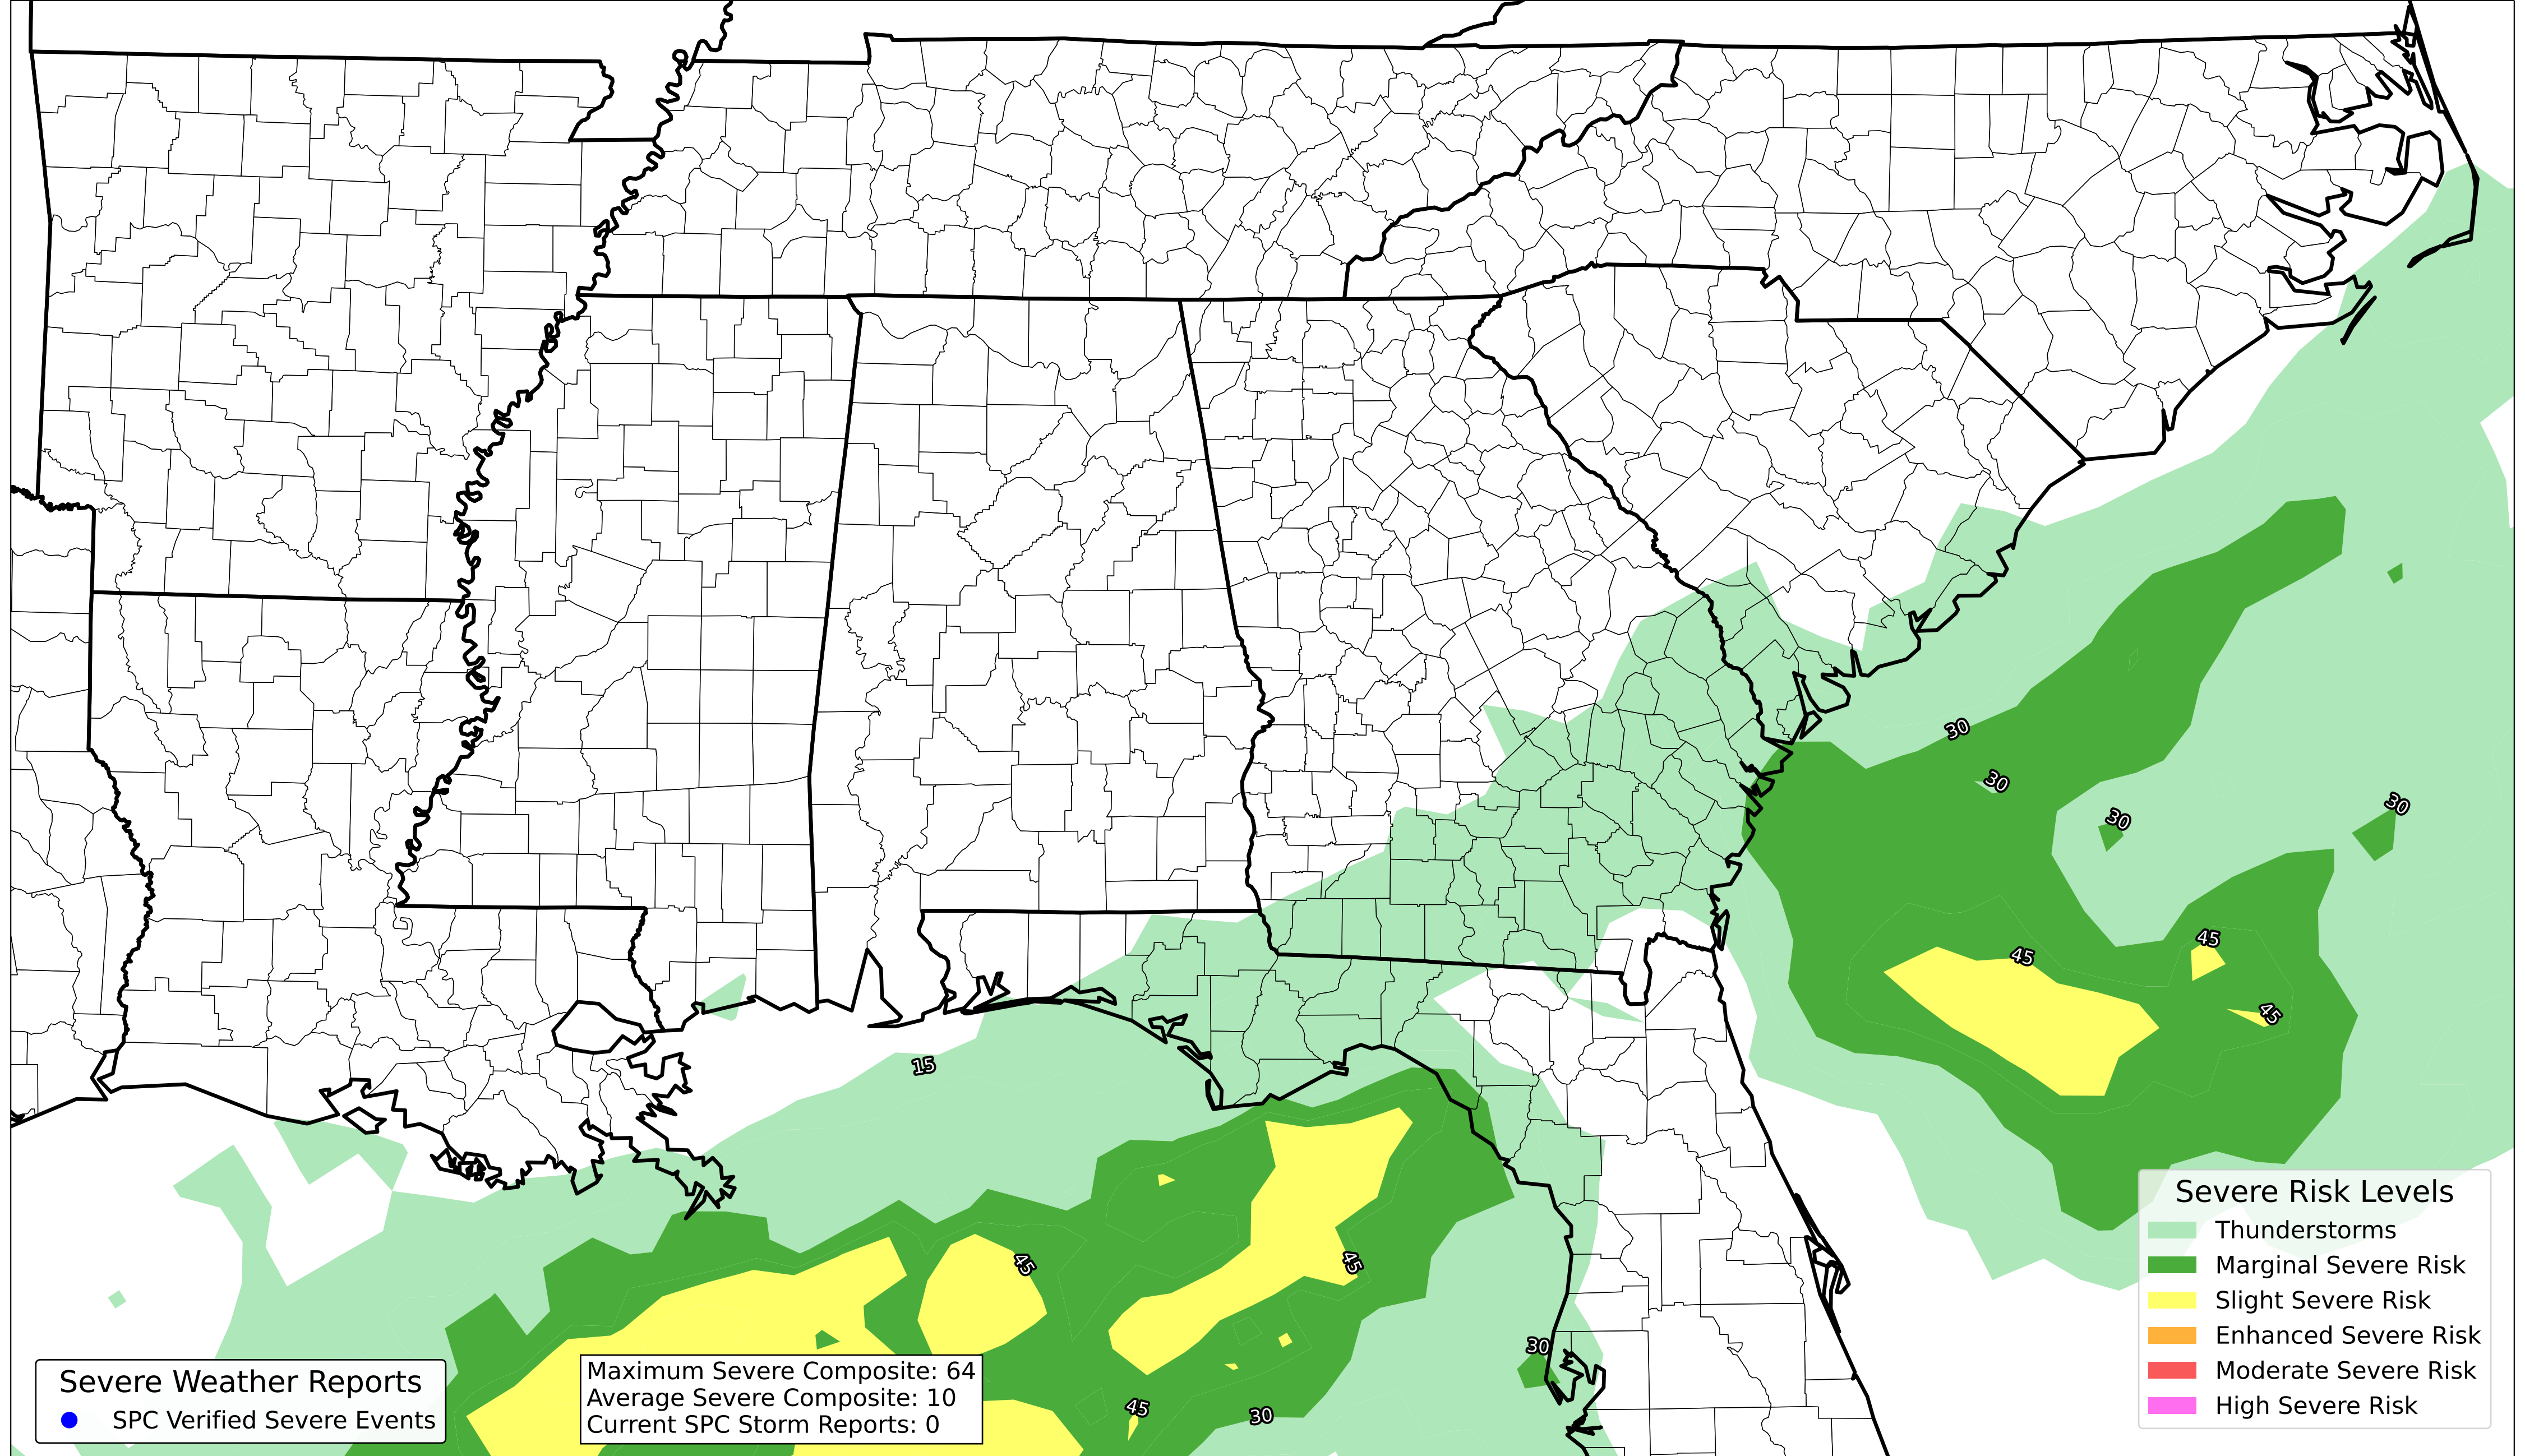 30
30
30
30
45
45
45
15
45
45
30
45
30
Severe Risk Levels
Thunderstorms
Marginal Severe Risk
Slight Severe Risk
Enhanced Severe Risk
Moderate Severe Risk
High Severe Risk
Severe Weather Reports
SPC Verified Severe Events
Maximum Severe Composite: 64
Average Severe Composite: 10
Current SPC Storm Reports: 0